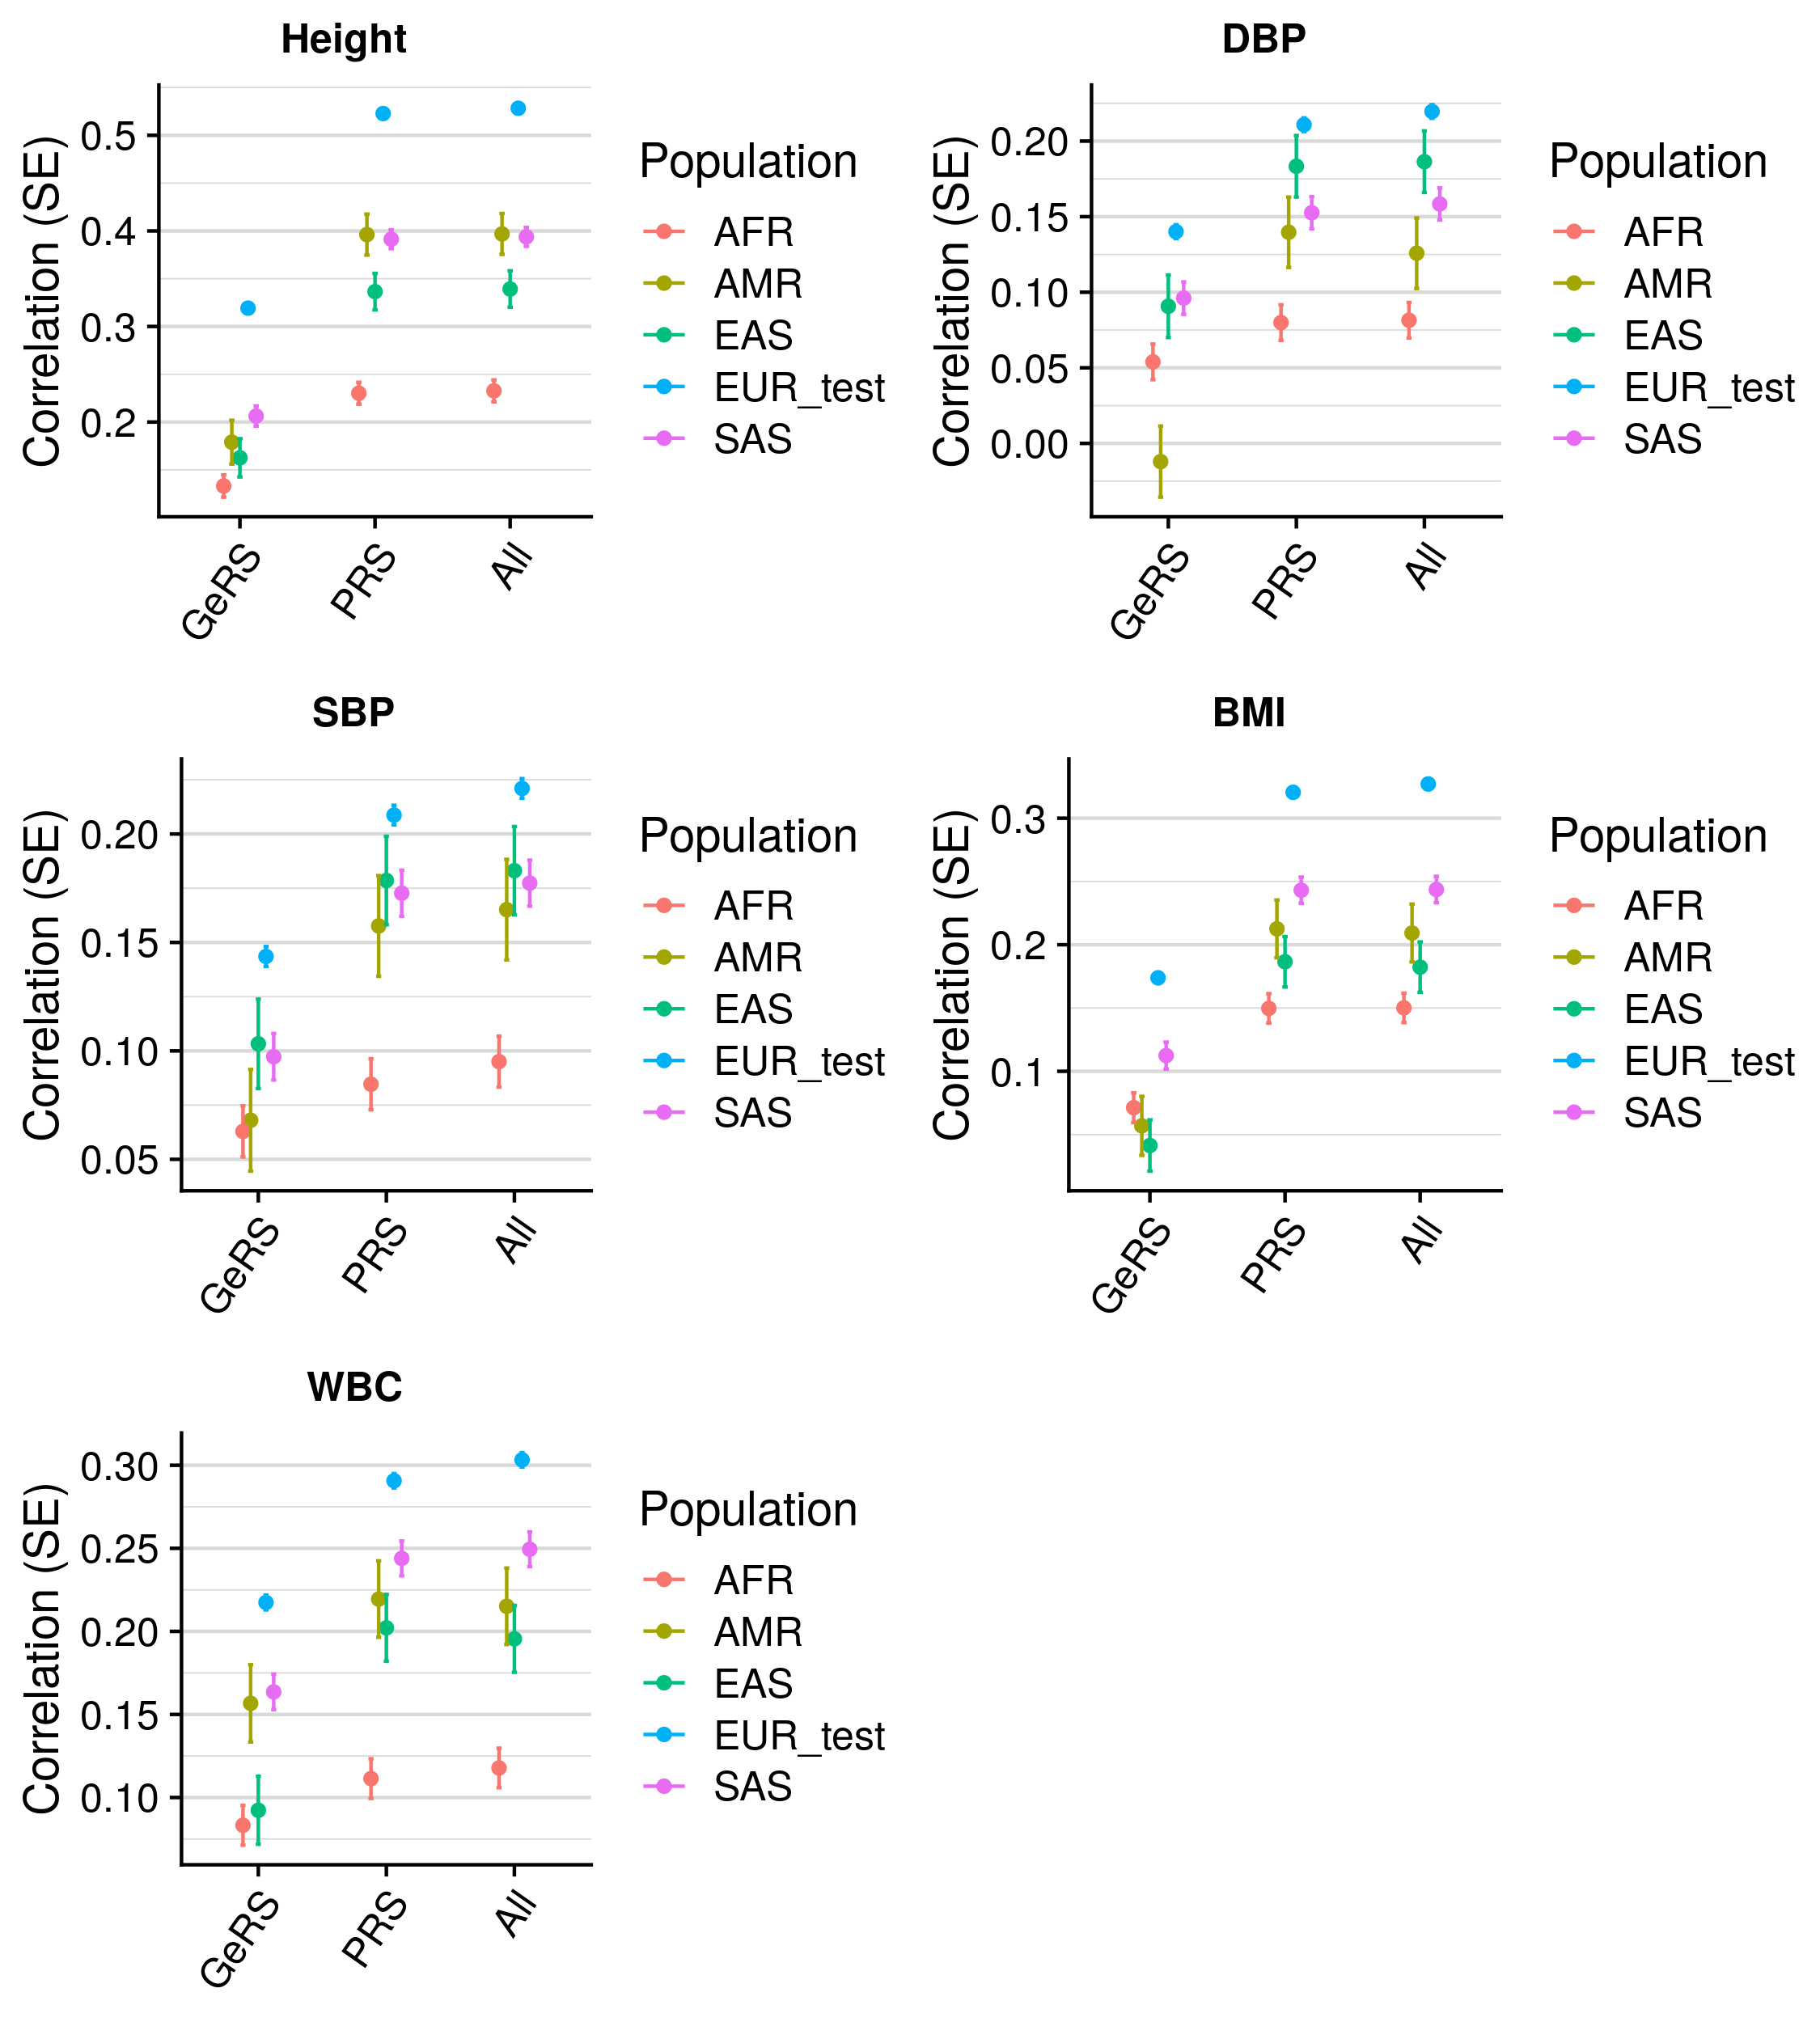 Height
Correlation (SE)
0.5
0.4
0.3
0.2
GeRS
PRS
All
Population
AFR
AMR
EAS
EUR_test
SAS
DBP
Correlation (SE)
0.20
0.15
0.10
0.05
0.00
GeRS
PRS
All
Population
AFR
AMR
EAS
EUR_test
SAS
SBP
Correlation (SE)
0.20
0.15
0.10
0.05
GeRS
PRS
All
Population
AFR
AMR
EAS
EUR_test
SAS
BMI
Correlation (SE)
0.3
0.2
0.1
GeRS
PRS
All
Population
AFR
AMR
EAS
EUR_test
SAS
WBC
Correlation (SE)
0.30
0.25
0.20
0.15
0.10
GeRS
PRS
All
Population
AFR
AMR
EAS
EUR_test
SAS